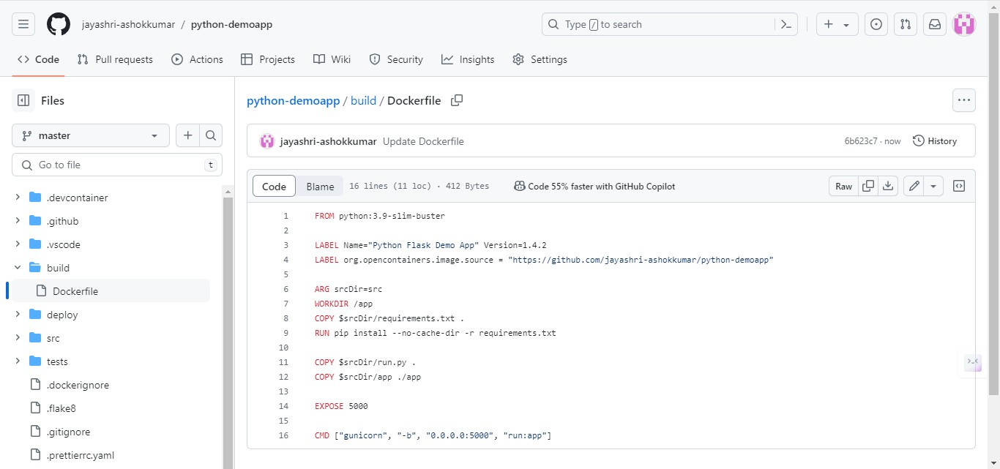 jayashri-ashokkumar / python-demoapp
Type / to search
Code
Pull requests
Actions
Projects
Wiki
Security
Insights
Settings
Files
master
Go to file
t
.devcontainer
.github
.vscode
build
Dockerfile
deploy
src
tests
.dockerignore
.flake8
.gitignore
.prettierrc.yaml
python-demoapp / build / Dockerfile
jayashri-ashokkumar Update Dockerfile
6b623c7 · now
History
Code
Blame
16 lines (11 loc) · 412 Bytes
Code 55% faster with GitHub Copilot
Raw
1 FROM python:3.9-slim-buster
2
3 LABEL Name="Python Flask Demo App" Version=1.4.2
4 LABEL org.opencontainers.image.source = "https://github.com/jayashri-ashokkumar/python-demoapp"
5
6 ARG srcDir=src
7 WORKDIR /app
8 COPY $srcDir/requirements.txt .
9 RUN pip install --no-cache-dir -r requirements.txt
10
11 COPY $srcDir/run.py .
12 COPY $srcDir/app ./app
13
14 EXPOSE 5000
15
16 CMD ["gunicorn", "-b", "0.0.0.0:5000", "run:app"]